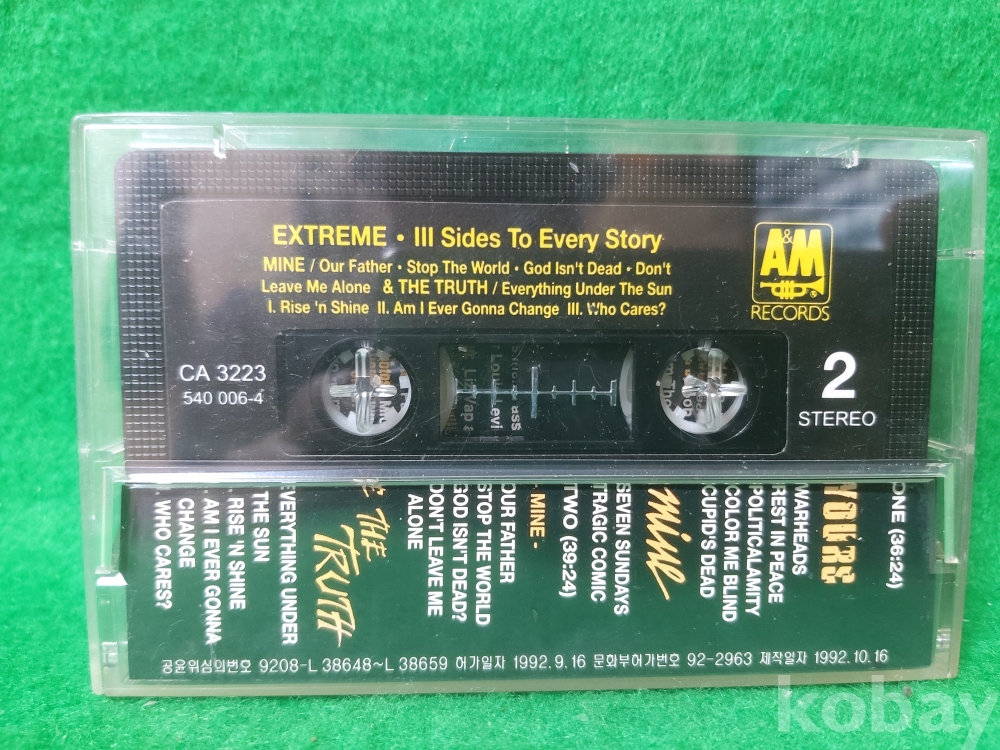 EXTREME • III Sides To Every Story
MINE / Our Father • Stop The World • God Isn't Dead • Don't
Leave Me Alone & THE TRUTH / Everything Under The Sun
I. Rise 'n Shine II. Am I Ever Gonna Change III. Who Cares?
A&M
RECORDS
CA 3223
540 006-4
2
STEREO
ONE (36:24)
YOURS
WARHEADS
REST IN PEACE
POLITICALAMITY
COLOR ME BLIND
CUPID'S DEAD
mine
SEVEN SUNDAYS
TRAGIC COMIC
TWO (39:24)
. MINE -
OUR FATHER
STOP THE WORLD
GOD ISN'T DEAD?
DON'T LEAVE ME
ALONE
THE
TRUTH
EVERYTHING UNDER
THE SUN
. RISE 'N SHINE
. AM I EVER GONNA
CHANGE
. WHO CARES?
공윤위심의번호 9208-L 38648~L 38659 허가일자 1992.9.16 문화부허가번호 92-2963 제작일자 1992.10.16
kobay